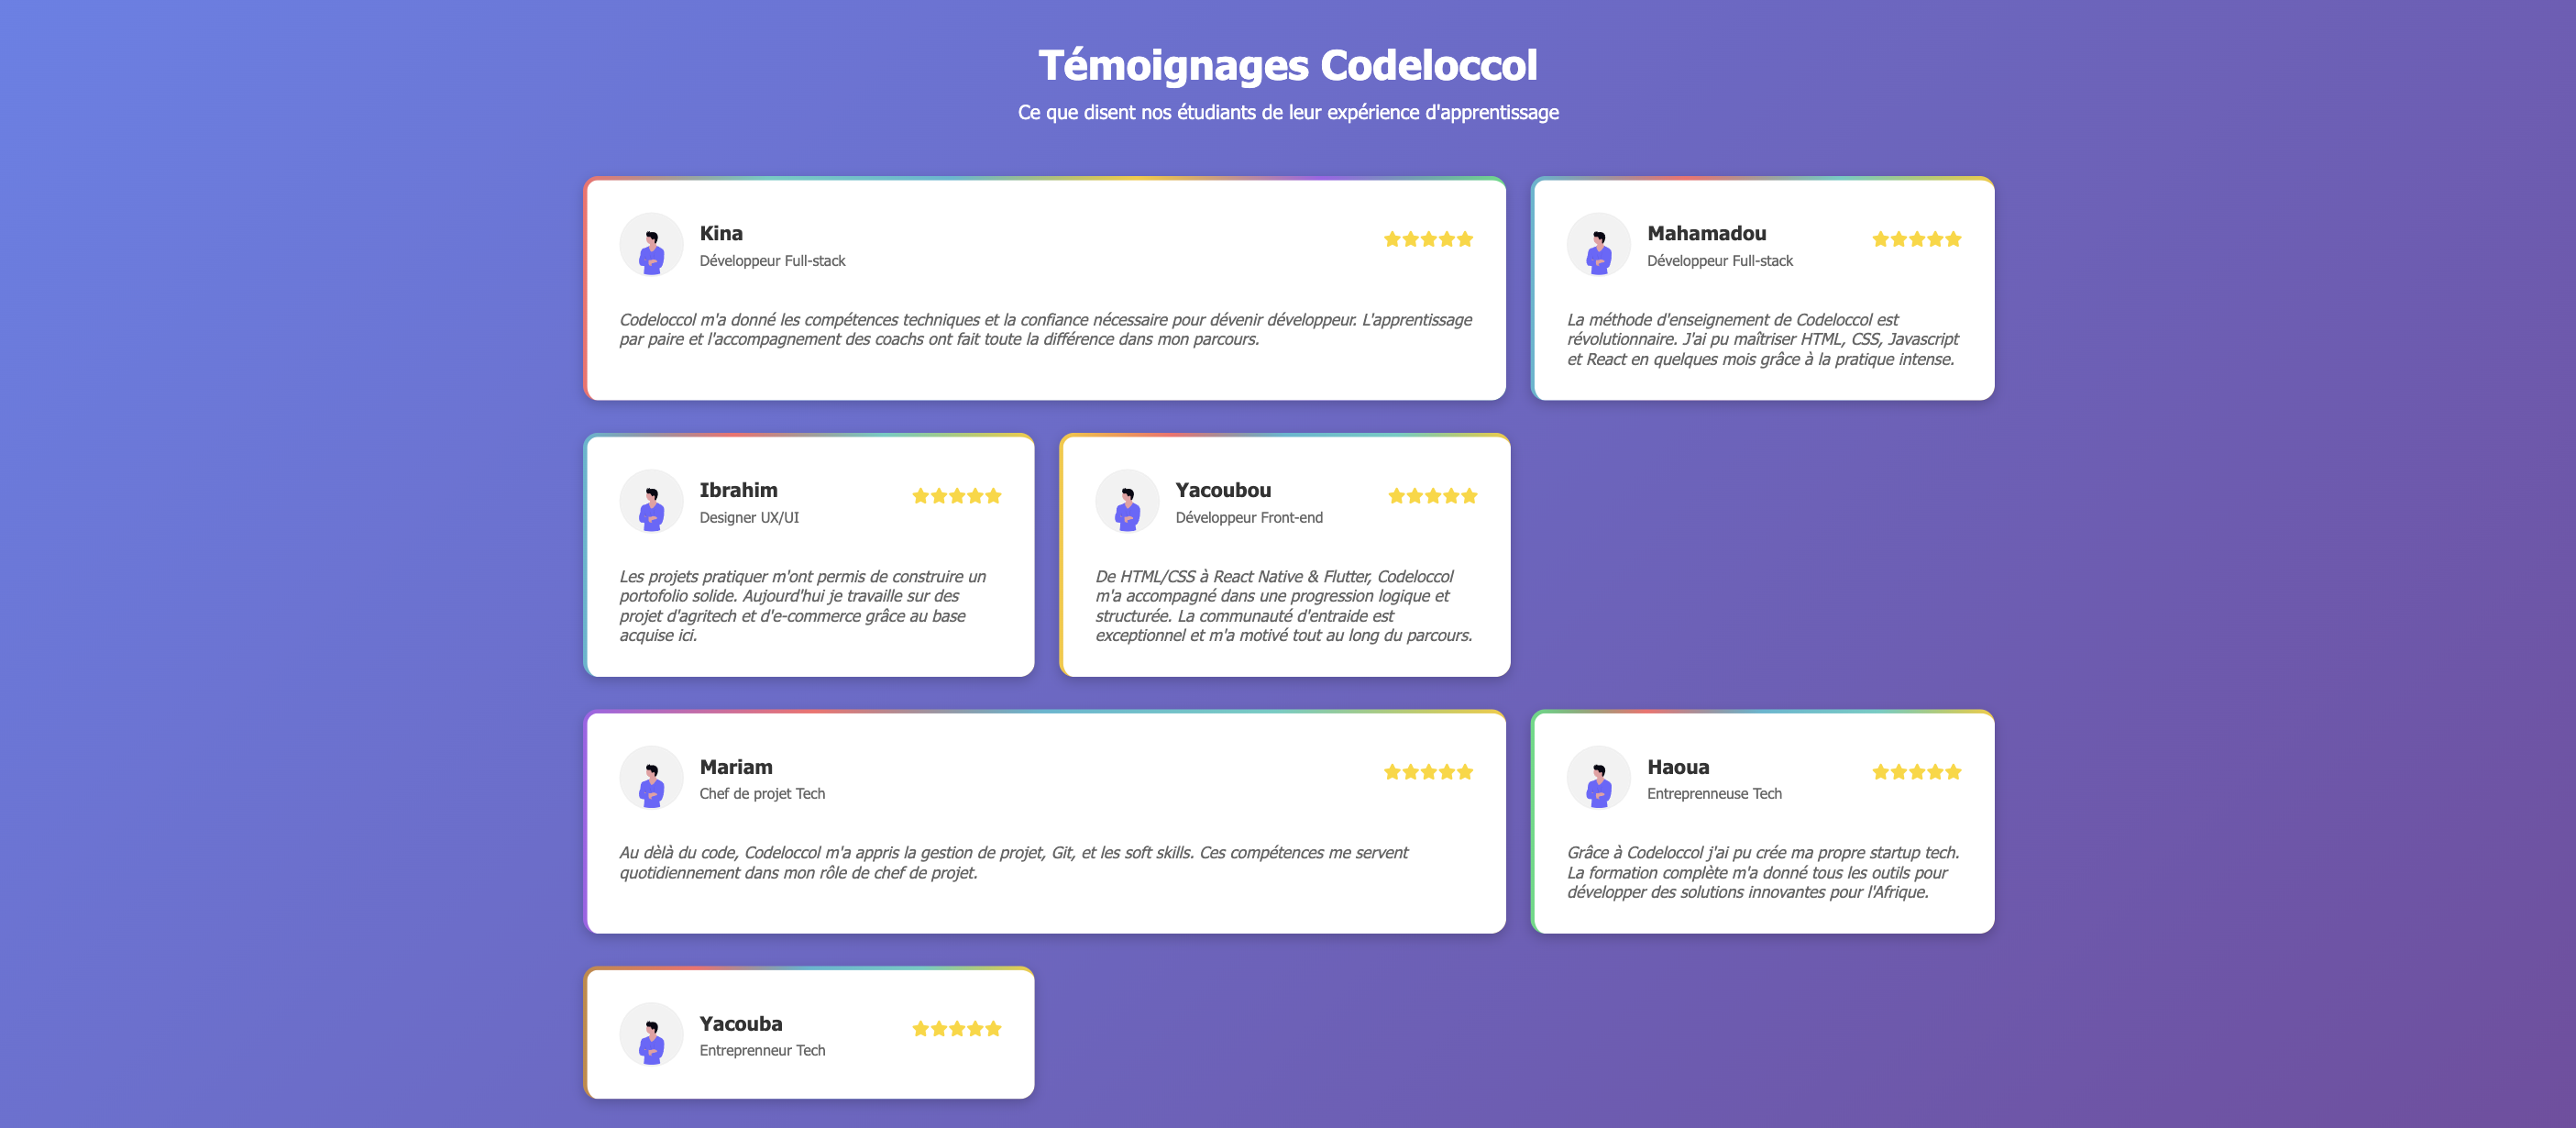 Témoignages Codeloccol
Ce que disent nos étudiants de leur expérience d'apprentissage
Kina
Développeur Full-stack
Codeloccol m'a donné les compétences techniques et la confiance nécessaire pour dévenir développeur. L'apprentissage
par paire et l'accompagnement des coachs ont fait toute la différence dans mon parcours.
Mahamadou
Développeur Full-stack
La méthode d'enseignement de Codeloccol est
révolutionnaire. J'ai pu maîtriser HTML, CSS, Javascript
et React en quelques mois grâce à la pratique intense.
Ibrahim
Designer UX/UI
Les projets pratiquer m'ont permis de construire un
portofolio solide. Aujourd'hui je travaille sur des
projet d'agritech et d'e-commerce grâce au base
acquise ici.
Yacoubou
Développeur Front-end
De HTML/CSS à React Native & Flutter, Codeloccol
m'a accompagné dans une progression logique et
structurée. La communauté d'entraide est
exceptionnel et m'a motivé tout au long du parcours.
Mariam
Chef de projet Tech
Au dèlà du code, Codeloccol m'a appris la gestion de projet, Git, et les soft skills. Ces compétences me servent
quotidiennement dans mon rôle de chef de projet.
Haoua
Entreprenneuse Tech
Grâce à Codeloccol j'ai pu crée ma propre startup tech.
La formation complète m'a donné tous les outils pour
développer des solutions innovantes pour l'Afrique.
Yacouba
Entreprenneur Tech